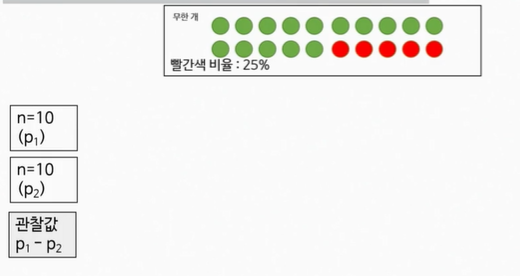 무한 개
빨간색 비율 : 25%
n=10
(p₁)
n=10
(p₂)
관찰값
p₁ – p₂